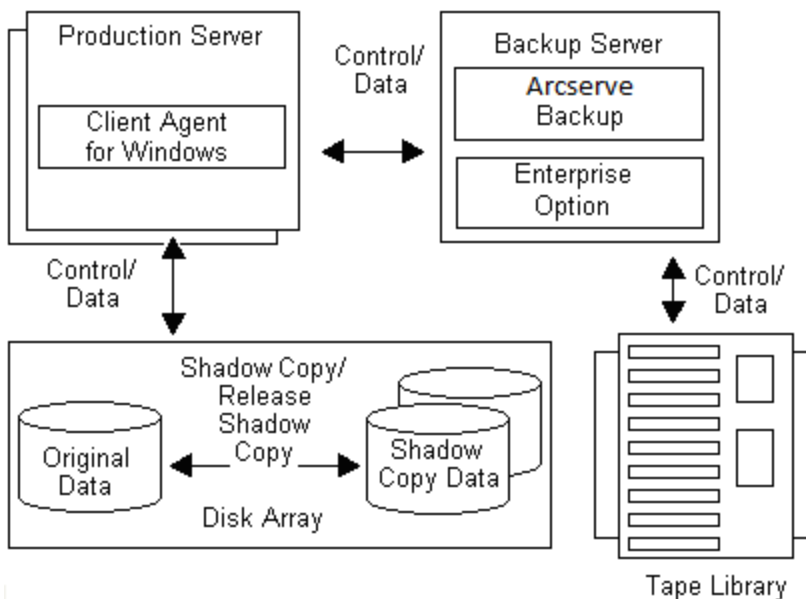 Production Server
Client Agent
for Windows
Control/
Data
Backup Server
Arcserve
Backup
Enterprise
Option
Control/
Data
Control/
Data
Shadow Copy/
Release
Shadow
Copy
Original
Data
Shadow
Copy Data
Disk Array
Tape Library